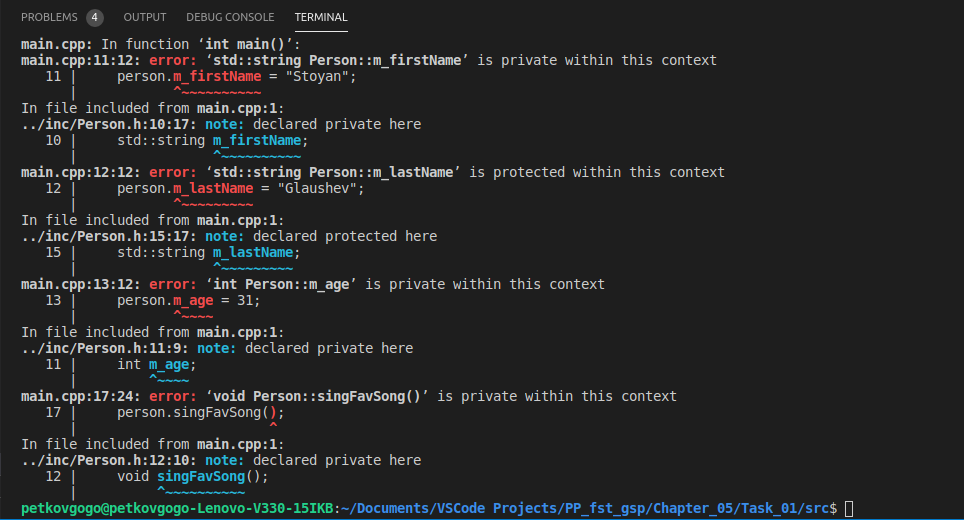 PROBLEMS 4 OUTPUT DEBUG CONSOLE TERMINAL
main.cpp: In function ‘int main()’:
main.cpp:11:12: error: ‘std::string Person::m_firstName’ is private within this context
   11 |     person.m_firstName = "Stoyan";
      |            ^~~~~~~~~~~
In file included from main.cpp:1:
../inc/Person.h:10:17: note: declared private here
   10 |     std::string m_firstName;
      |                 ^~~~~~~~~~~
main.cpp:12:12: error: ‘std::string Person::m_lastName’ is protected within this context
   12 |     person.m_lastName = "Glaushev";
      |            ^~~~~~~~~~
In file included from main.cpp:1:
../inc/Person.h:15:17: note: declared protected here
   15 |     std::string m_lastName;
      |                 ^~~~~~~~~~
main.cpp:13:12: error: ‘int Person::m_age’ is private within this context
   13 |     person.m_age = 31;
      |            ^~~~~
In file included from main.cpp:1:
../inc/Person.h:11:9: note: declared private here
   11 |     int m_age;
      |         ^~~~~
main.cpp:17:24: error: ‘void Person::singFavSong()’ is private within this context
   17 |     person.singFavSong();
      |                        ^
In file included from main.cpp:1:
../inc/Person.h:12:10: note: declared private here
   12 |     void singFavSong();
      |          ^~~~~~~~~~~
petkovgogo@petkovgogo-Lenovo-V330-15IKB:~/Documents/VSCode Projects/PP_fst_gsp/Chapter_05/Task_01/src$